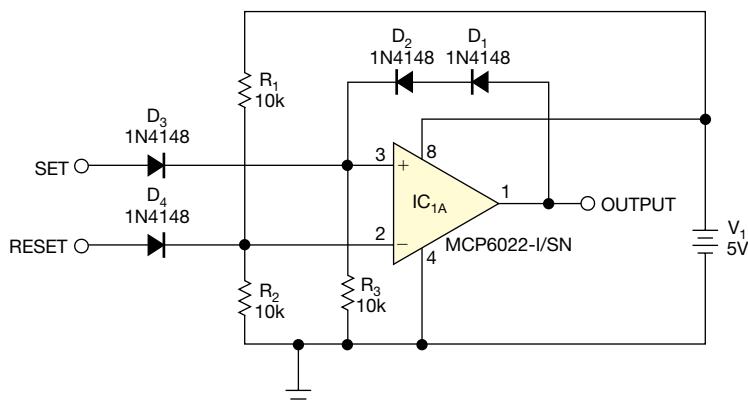 D2
1N4148
D1
1N4148
R1
10k
D3
1N4148
SET
3
+
8
D4
1N4148
IC1A
1
OUTPUT
RESET
2
−
MCP6022-I/SN
4
V1
5V
R2
10k
R3
10k